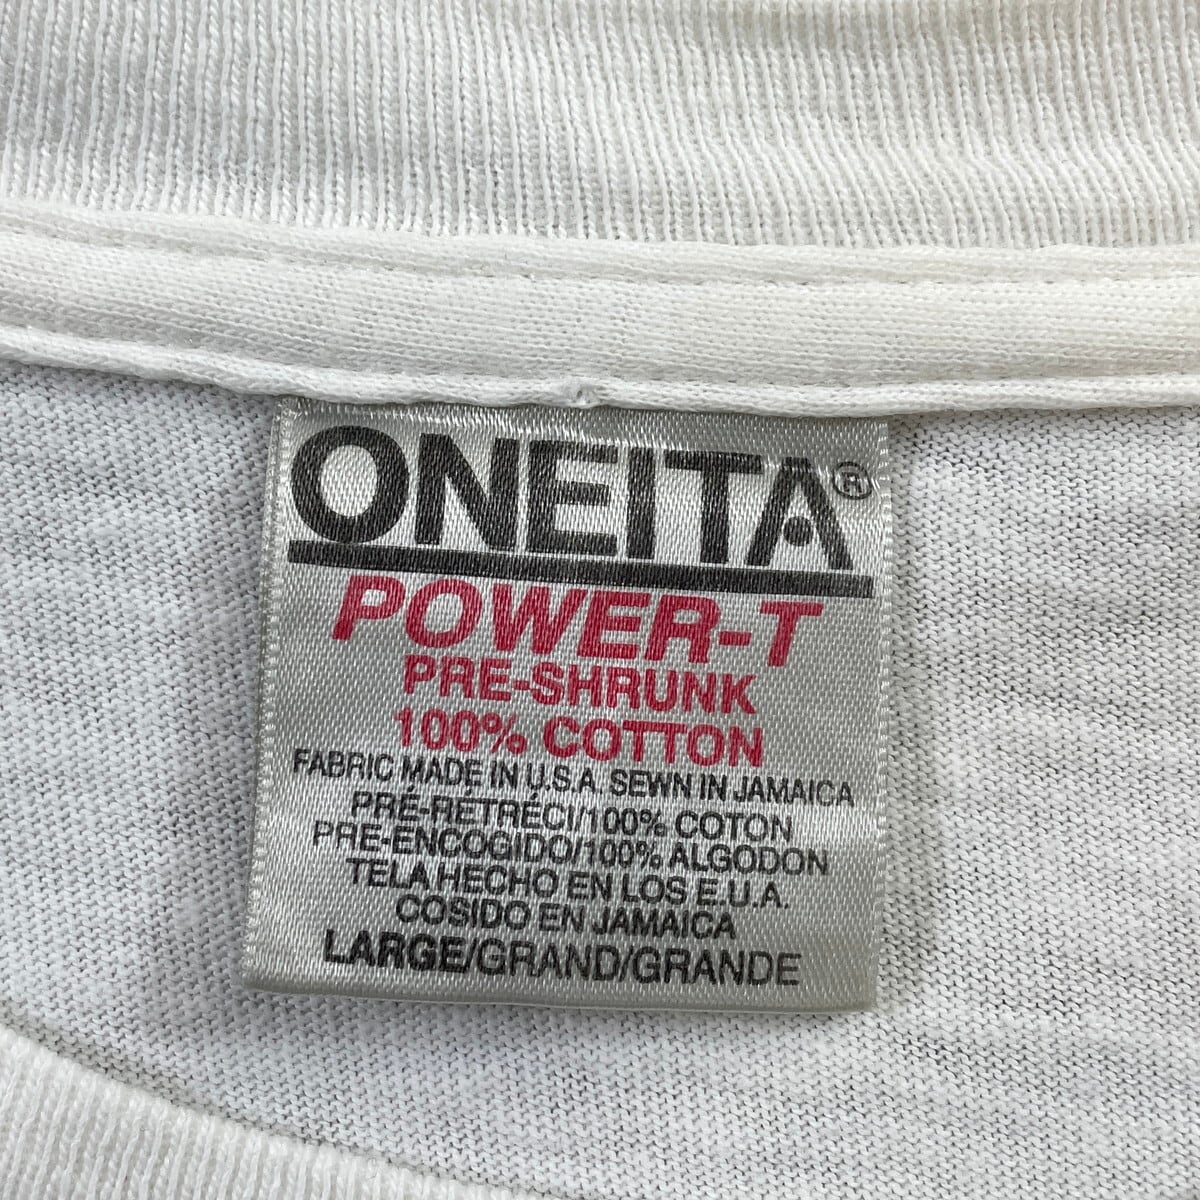 ONEITA®
POWER-T
PRE-SHRUNK
100% COTTON
FABRIC MADE IN U.S.A. SEWN IN JAMAICA
PRÉ-RETRÉCI/100% COTON
PRE-ENCOGIDO/100% ALGODON
TELA HECHO EN LOS E.U.A.
COSIDO EN JAMAICA
LARGE/GRAND/GRANDE